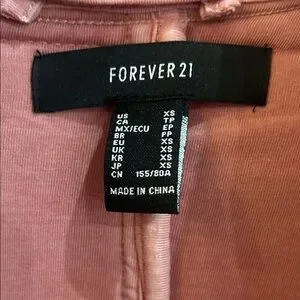 FOREVER 21
US XS
CA TP
MX/ECU EP
BR PP
EU XS
UK XS
KR XS
JP XS
CN 155/80A
MADE IN CHINA